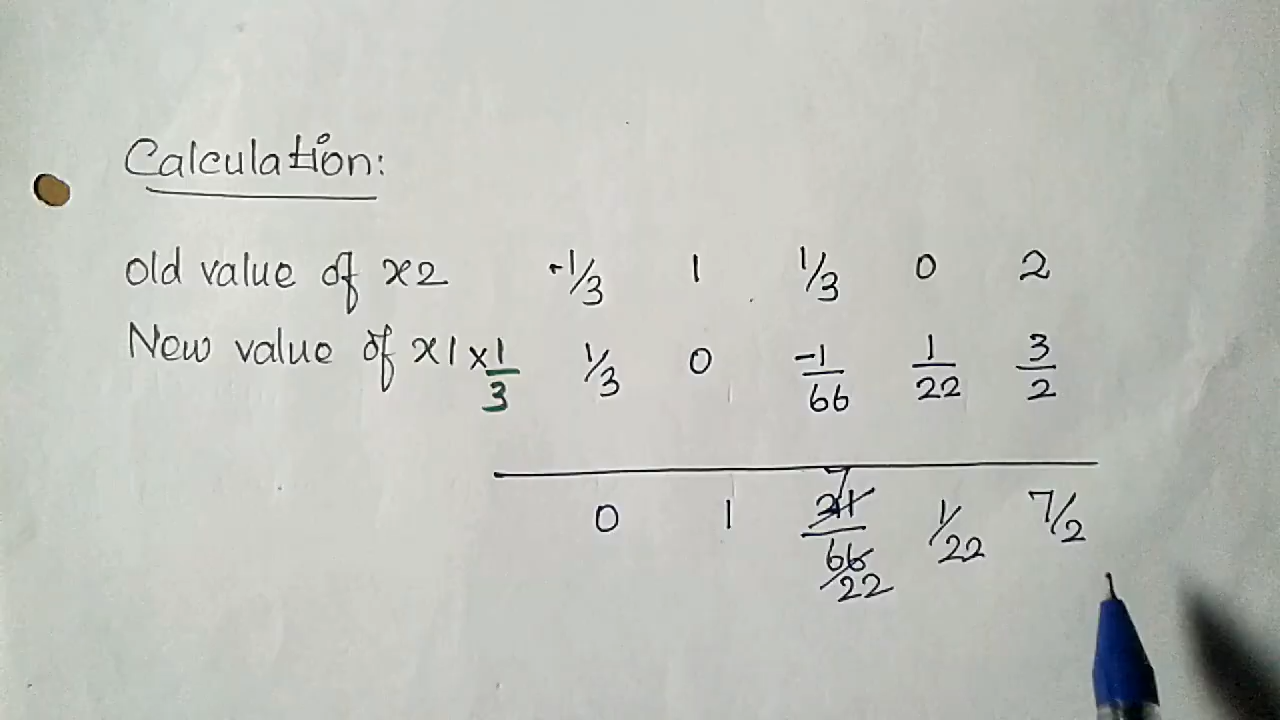 Calculation:
old value of x2 -1/3 1 1/3 0 2
New value of x1 × 1/3 1/3 0 -1/66 1/22 3/2
0 1 21/66 7/22 1/22 7/2